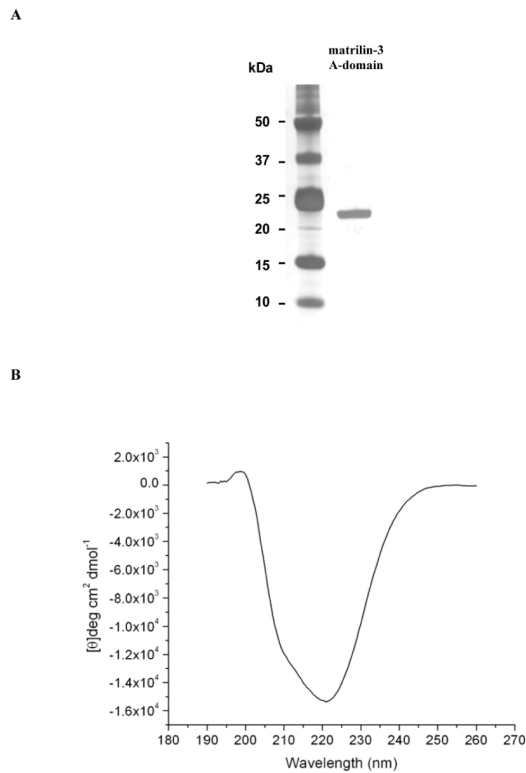 A
matrilin-3
A-domain
kDa
50
37
25
20
15
10
B
2.0x10³
0.0
-2.0x10³
-4.0x10³
-6.0x10³
-8.0x10³
-1.0x10⁴
-1.2x10⁴
-1.4x10⁴
-1.6x10⁴
[θ]deg cm² dmol⁻¹
180 190 200 210 220 230 240 250 260 270
Wavelength (nm)